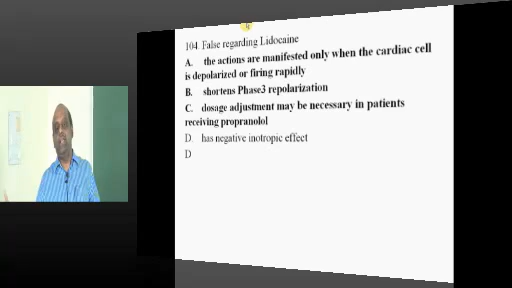 104. False regarding Lidocaine
A. the actions are manifested only when the cardiac cell
is depolarized or firing rapidly
B. shortens Phase3 repolarization
C. dosage adjustment may be necessary in patients
receiving propranolol
D. has negative inotropic effect
D